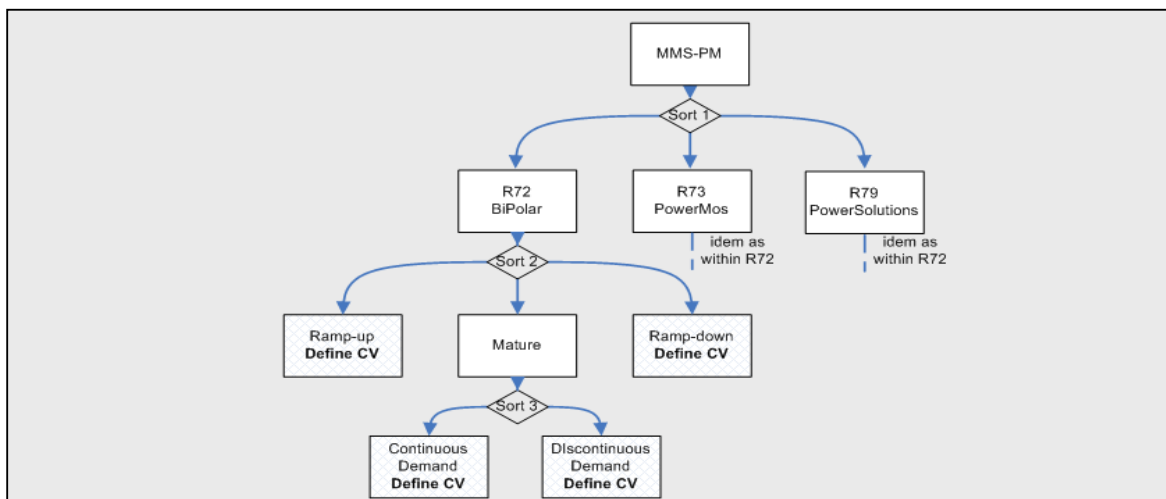 MMS-PM
Sort 1
R72
BiPolar
R73
PowerMos
R79
PowerSolutions
idem as
within R72
idem as
within R72
Sort 2
Ramp-up
Define CV
Mature
Ramp-down
Define CV
Sort 3
Continuous
Demand
Define CV
DIscontinuous
Demand
Define CV